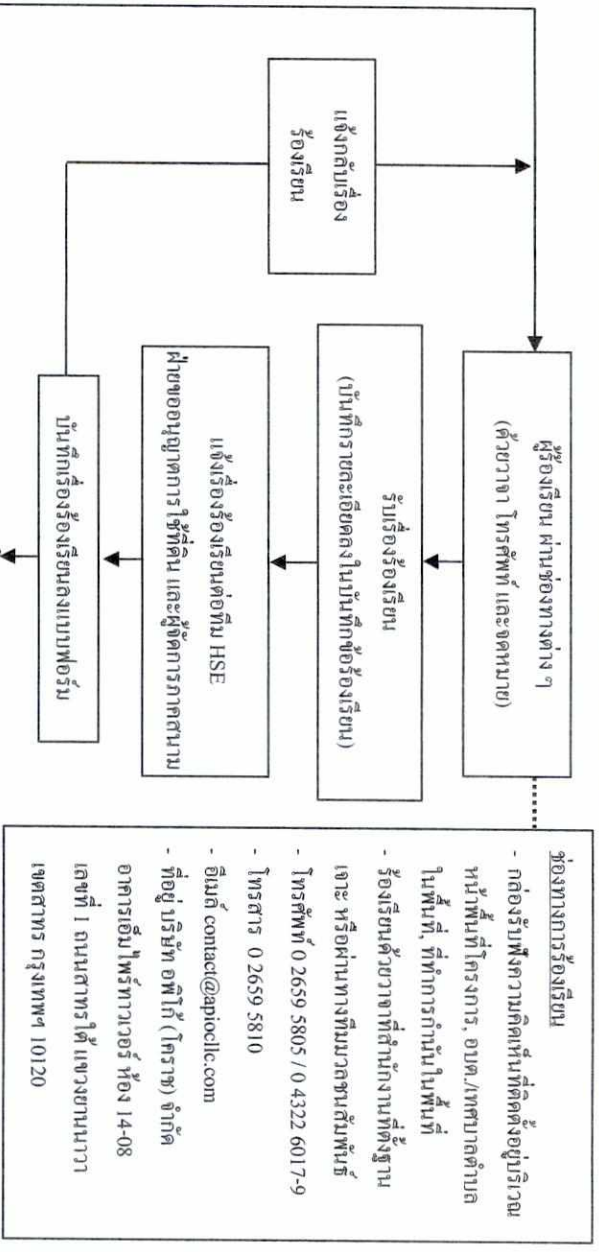 ผู้ร้องเรียน ผ่านช่องทางต่าง ๆ
(ด้วยวาจา โทรศัพท์ และจดหมาย)
รับเรื่องร้องเรียน
(บันทึกรายละเอียดลงในบันทึกข้อร้องเรียน)
แจ้งเรื่องร้องเรียนต่อทีม HSE
ฝ่ายขออนุญาตการใช้ที่ดิน และผู้จัดการภาคสนาม
บันทึกเรื่องร้องเรียนลงแบบฟอร์ม
แจ้งกลับเรื่อง
ร้องเรียน
ช่องทางการร้องเรียน
- กล่องรับฟังความคิดเห็นที่ติดตั้งอยู่บริเวณ
หน้าพื้นที่โครงการ, อบต./เทศบาลตำบล
ในพื้นที่, ที่ทำการกำนันในพื้นที่
- ร้องเรียนด้วยวาจาที่สำนักงานที่ตั้งฐาน
เจาะ หรือผ่านทางทีมมวลชนสัมพันธ์
- โทรศัพท์ 0 2659 5805 / 0 4322 6017-9
- โทรสาร 0 2659 5810
- อีเมล์ contact@apiocllc.com
- ที่อยู่ บริษัท อพิโก้ (โคราช) จำกัด
อาคารเอ็มไพร์ทาวเวอร์ ห้อง 14-08
เลขที่ 1 ถนนสาทรใต้ แขวงยานนาวา
เขตสาทร กรุงเทพฯ 10120